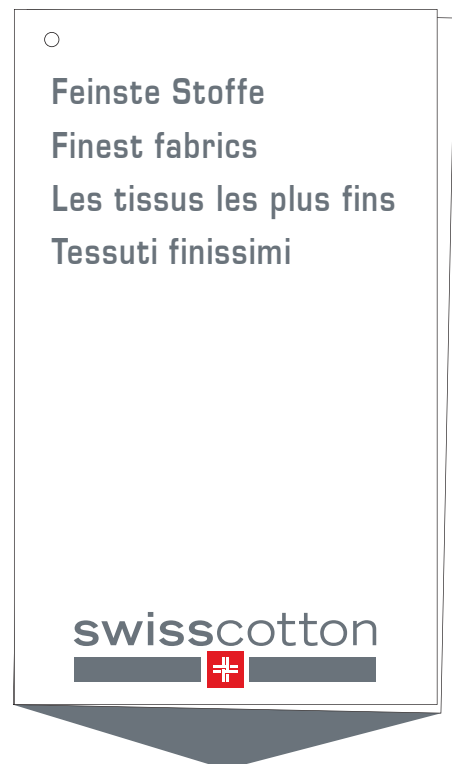 Feinste Stoffe
Finest fabrics
Les tissus les plus fins
Tessuti finissimi
swisscotton